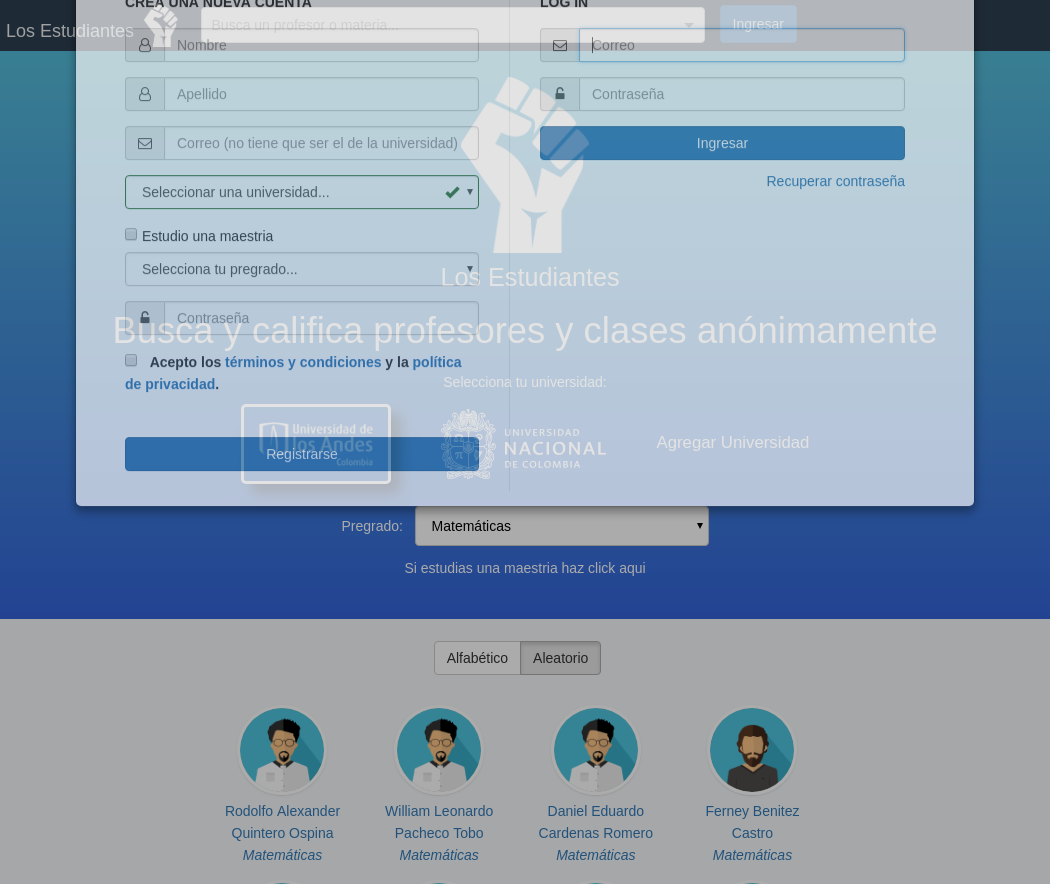 CREA UNA NUEVA CUENTA
LOG IN
Los Estudiantes
Busca un profesor o materia...
Ingresar
Nombre
Correo
Apellido
Contraseña
Correo (no tiene que ser el de la universidad)
Ingresar
Seleccionar una universidad...
Recuperar contraseña
Estudio una maestria
Selecciona tu pregrado...
Los Estudiantes
Contraseña
Busca y califica profesores y clases anónimamente
Acepto los términos y condiciones y la política
de privacidad.
Selecciona tu universidad:
Universidad de
los Andes
Colombia
UNIVERSIDAD
NACIONAL
DE COLOMBIA
Agregar Universidad
Registrarse
Pregrado:
Matemáticas
Si estudias una maestria haz click aqui
Alfabético
Aleatorio
Rodolfo Alexander
Quintero Ospina
Matemáticas
William Leonardo
Pacheco Tobo
Matemáticas
Daniel Eduardo
Cardenas Romero
Matemáticas
Ferney Benitez
Castro
Matemáticas